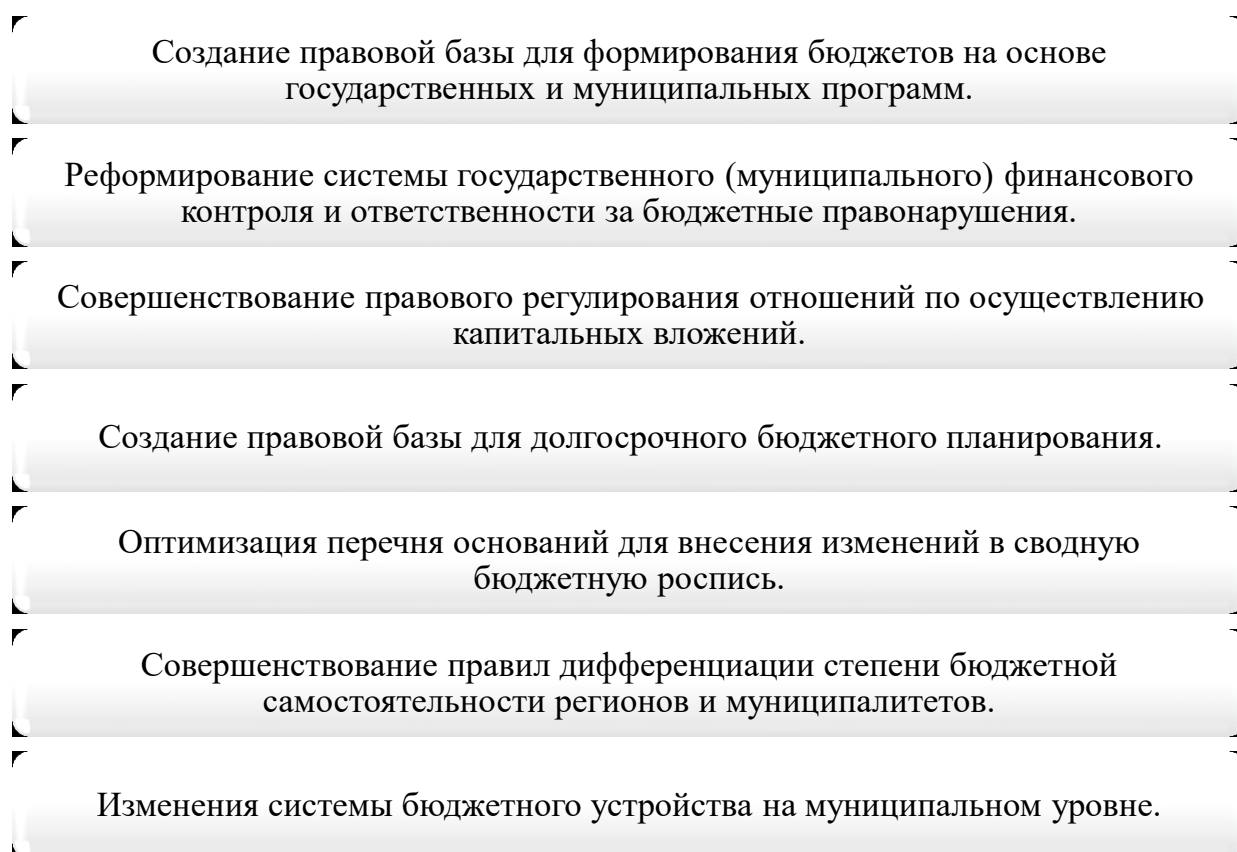 Создание правовой базы для формирования бюджетов на основе
государственных и муниципальных программ.
Реформирование системы государственного (муниципального) финансового
контроля и ответственности за бюджетные правонарушения.
Совершенствование правового регулирования отношений по осуществлению
капитальных вложений.
Создание правовой базы для долгосрочного бюджетного планирования.
Оптимизация перечня оснований для внесения изменений в сводную
бюджетную роспись.
Совершенствование правил дифференциации степени бюджетной
самостоятельности регионов и муниципалитетов.
Изменения системы бюджетного устройства на муниципальном уровне.